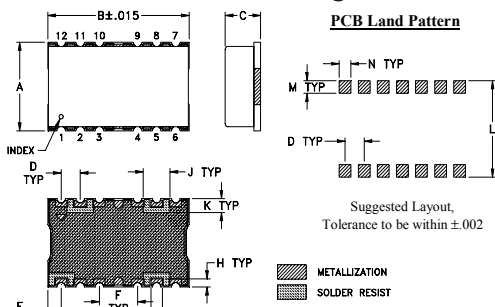 B±.015
C
PCB Land Pattern
12 11 10 9 8 7
A
N TYP
M TYP
L
INDEX
1 2 3 4 5 6
D TYP
D
TYP
J TYP
K TYP
Suggested Layout,
Tolerance to be within ±.002
H TYP
F
TYP
METALLIZATION
SOLDER RESIST